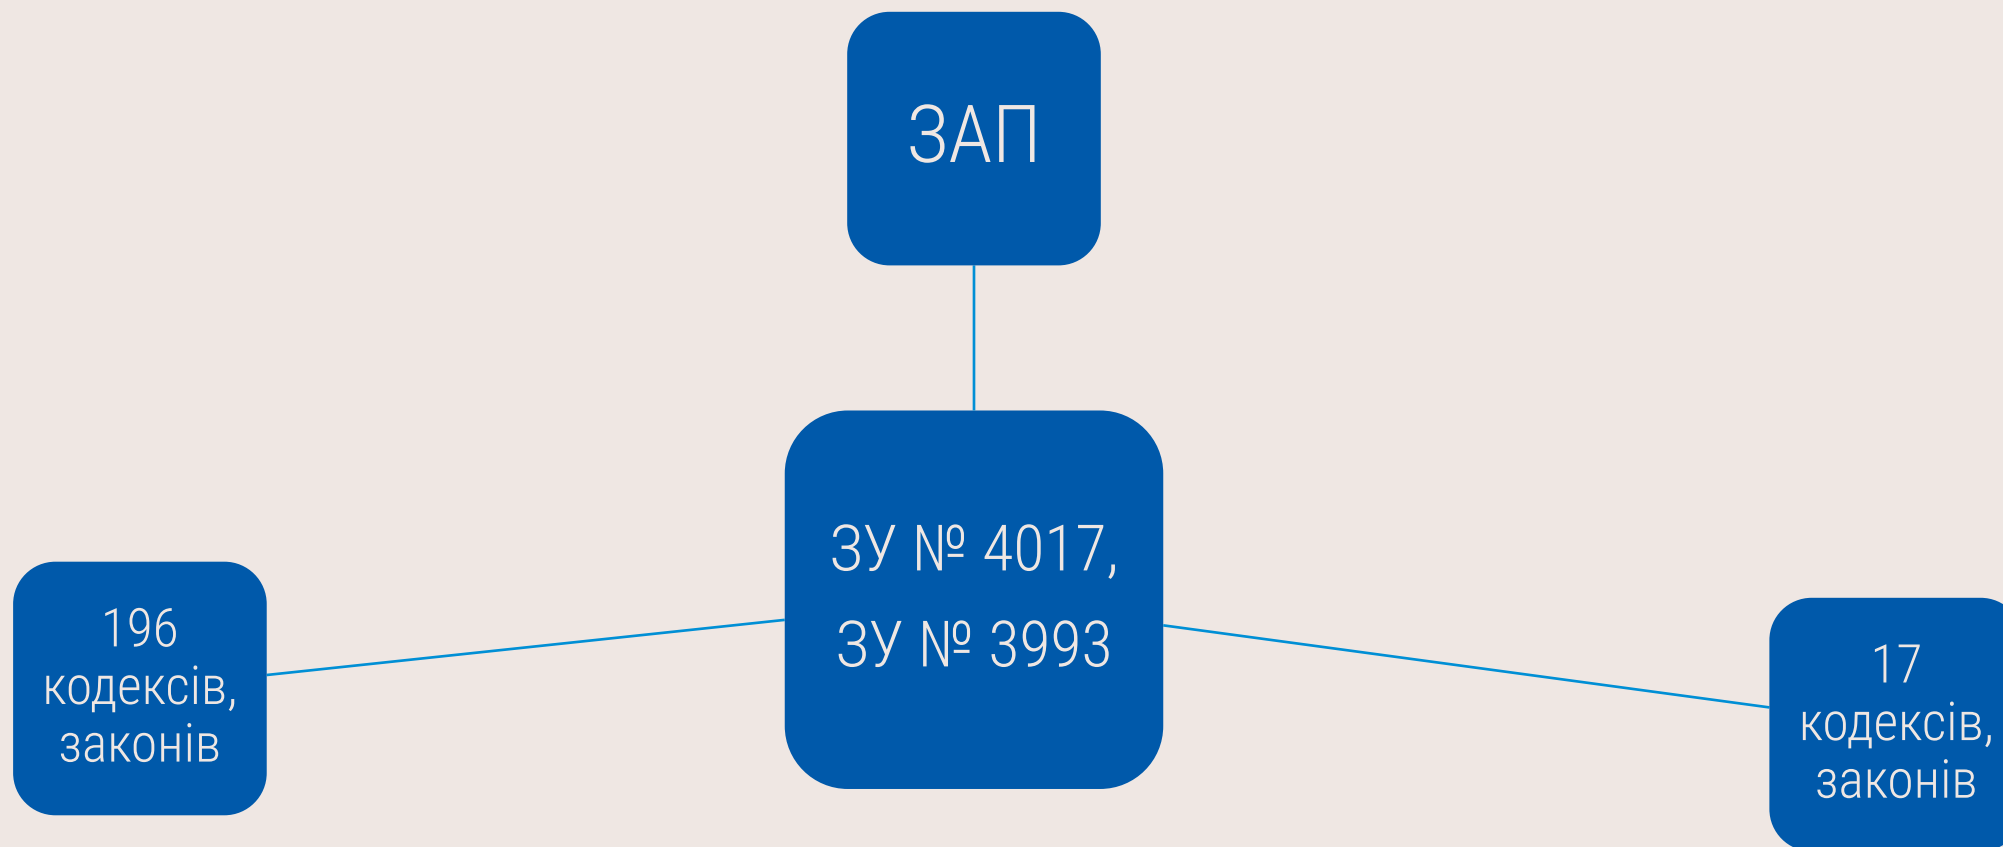 ЗАП
ЗУ № 4017,
ЗУ № 3993
196
кодексів,
законів
17
кодексів,
законів